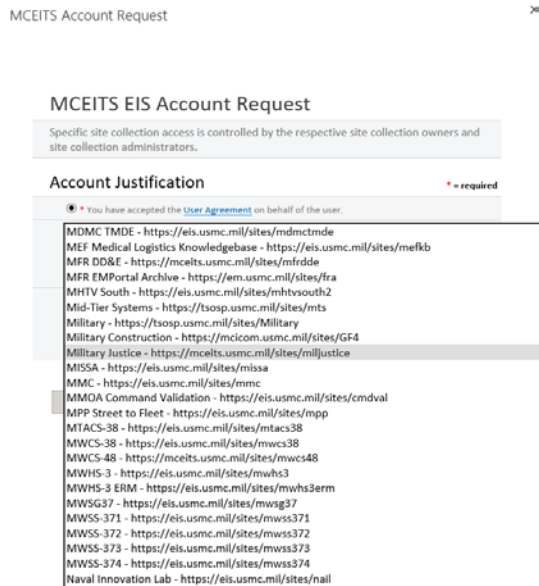 MCEITS Account Request
MCEITS EIS Account Request
Specific site collection access is controlled by the respective site collection owners and
site collection administrators.
Account Justification
* = required
* You have accepted the User Agreement on behalf of the user.
MDMC TMDE - https://eis.usmc.mil/sites/mdmctmde
MEF Medical Logistics Knowledgebase - https://eis.usmc.mil/sites/mefkb
MFR DD&E - https://mceits.usmc.mil/sites/mfrdde
MFR EMPortal Archive - https://em.usmc.mil/sites/fra
MHTV South - https://eis.usmc.mil/sites/mhtvsouth2
Mid-Tier Systems - https://tsosp.usmc.mil/sites/mts
Military - https://tsosp.usmc.mil/sites/Military
Military Construction - https://mcicom.usmc.mil/sites/GF4
Military Justice - https://mceits.usmc.mil/sites/miljustice
MISSA - https://eis.usmc.mil/sites/missa
MMC - https://eis.usmc.mil/sites/mmc
MMOA Command Validation - https://eis.usmc.mil/sites/cmdval
MPP Street to Fleet - https://eis.usmc.mil/sites/mpp
MTACS-38 - https://eis.usmc.mil/sites/mtacs38
MWCS-38 - https://eis.usmc.mil/sites/mwcs38
MWCS-48 - https://mceits.usmc.mil/sites/mwcs48
MWHS-3 - https://eis.usmc.mil/sites/mwhs3
MWHS-3 ERM - https://eis.usmc.mil/sites/mwhs3erm
MWSG37 - https://eis.usmc.mil/sites/mwsg37
MWSS-371 - https://eis.usmc.mil/sites/mwss371
MWSS-372 - https://eis.usmc.mil/sites/mwss372
MWSS-373 - https://eis.usmc.mil/sites/mwss373
MWSS-374 - https://eis.usmc.mil/sites/mwss374
Naval Innovation Lab - https://eis.usmc.mil/sites/nail